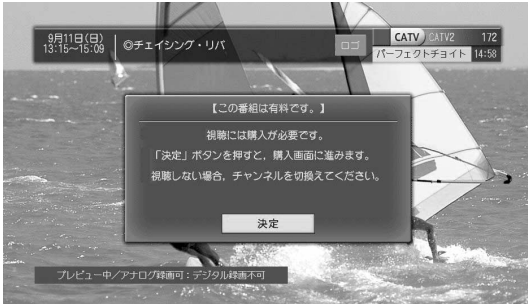 9月11日(日)
13:15~15:09
◎チェイシング・リバ
ロゴ
CATV CATV2 172
パーフェクトチョイト 14:58
【この番組は有料です。】
視聴には購入が必要です。
「決定」ボタンを押すと，購入画面に進みます。
視聴しない場合，チャンネルを切換えてください。
決定
プレビュー中／アナログ録画可：デジタル録画不可